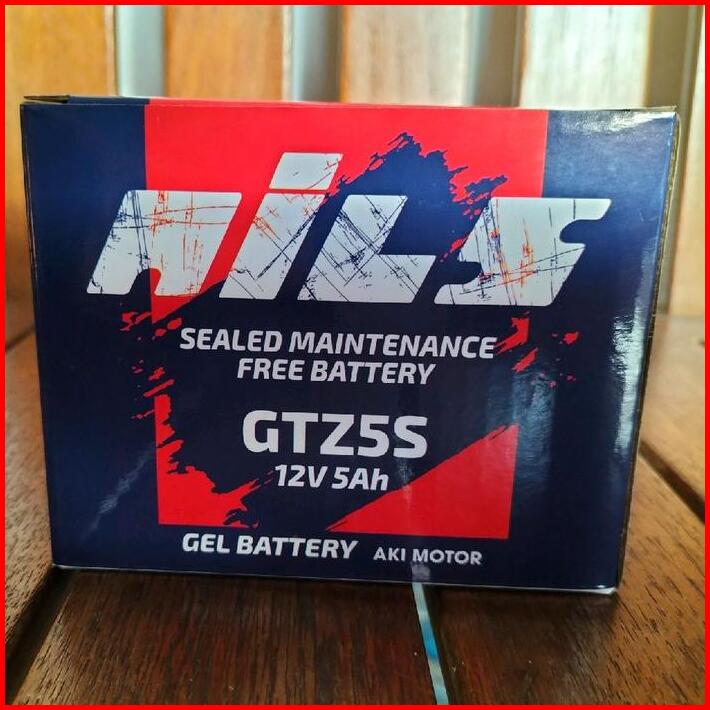 NILS
SEALED MAINTENANCE
FREE BATTERY
GTZ5S
12V 5Ah
GEL BATTERY AKI MOTOR